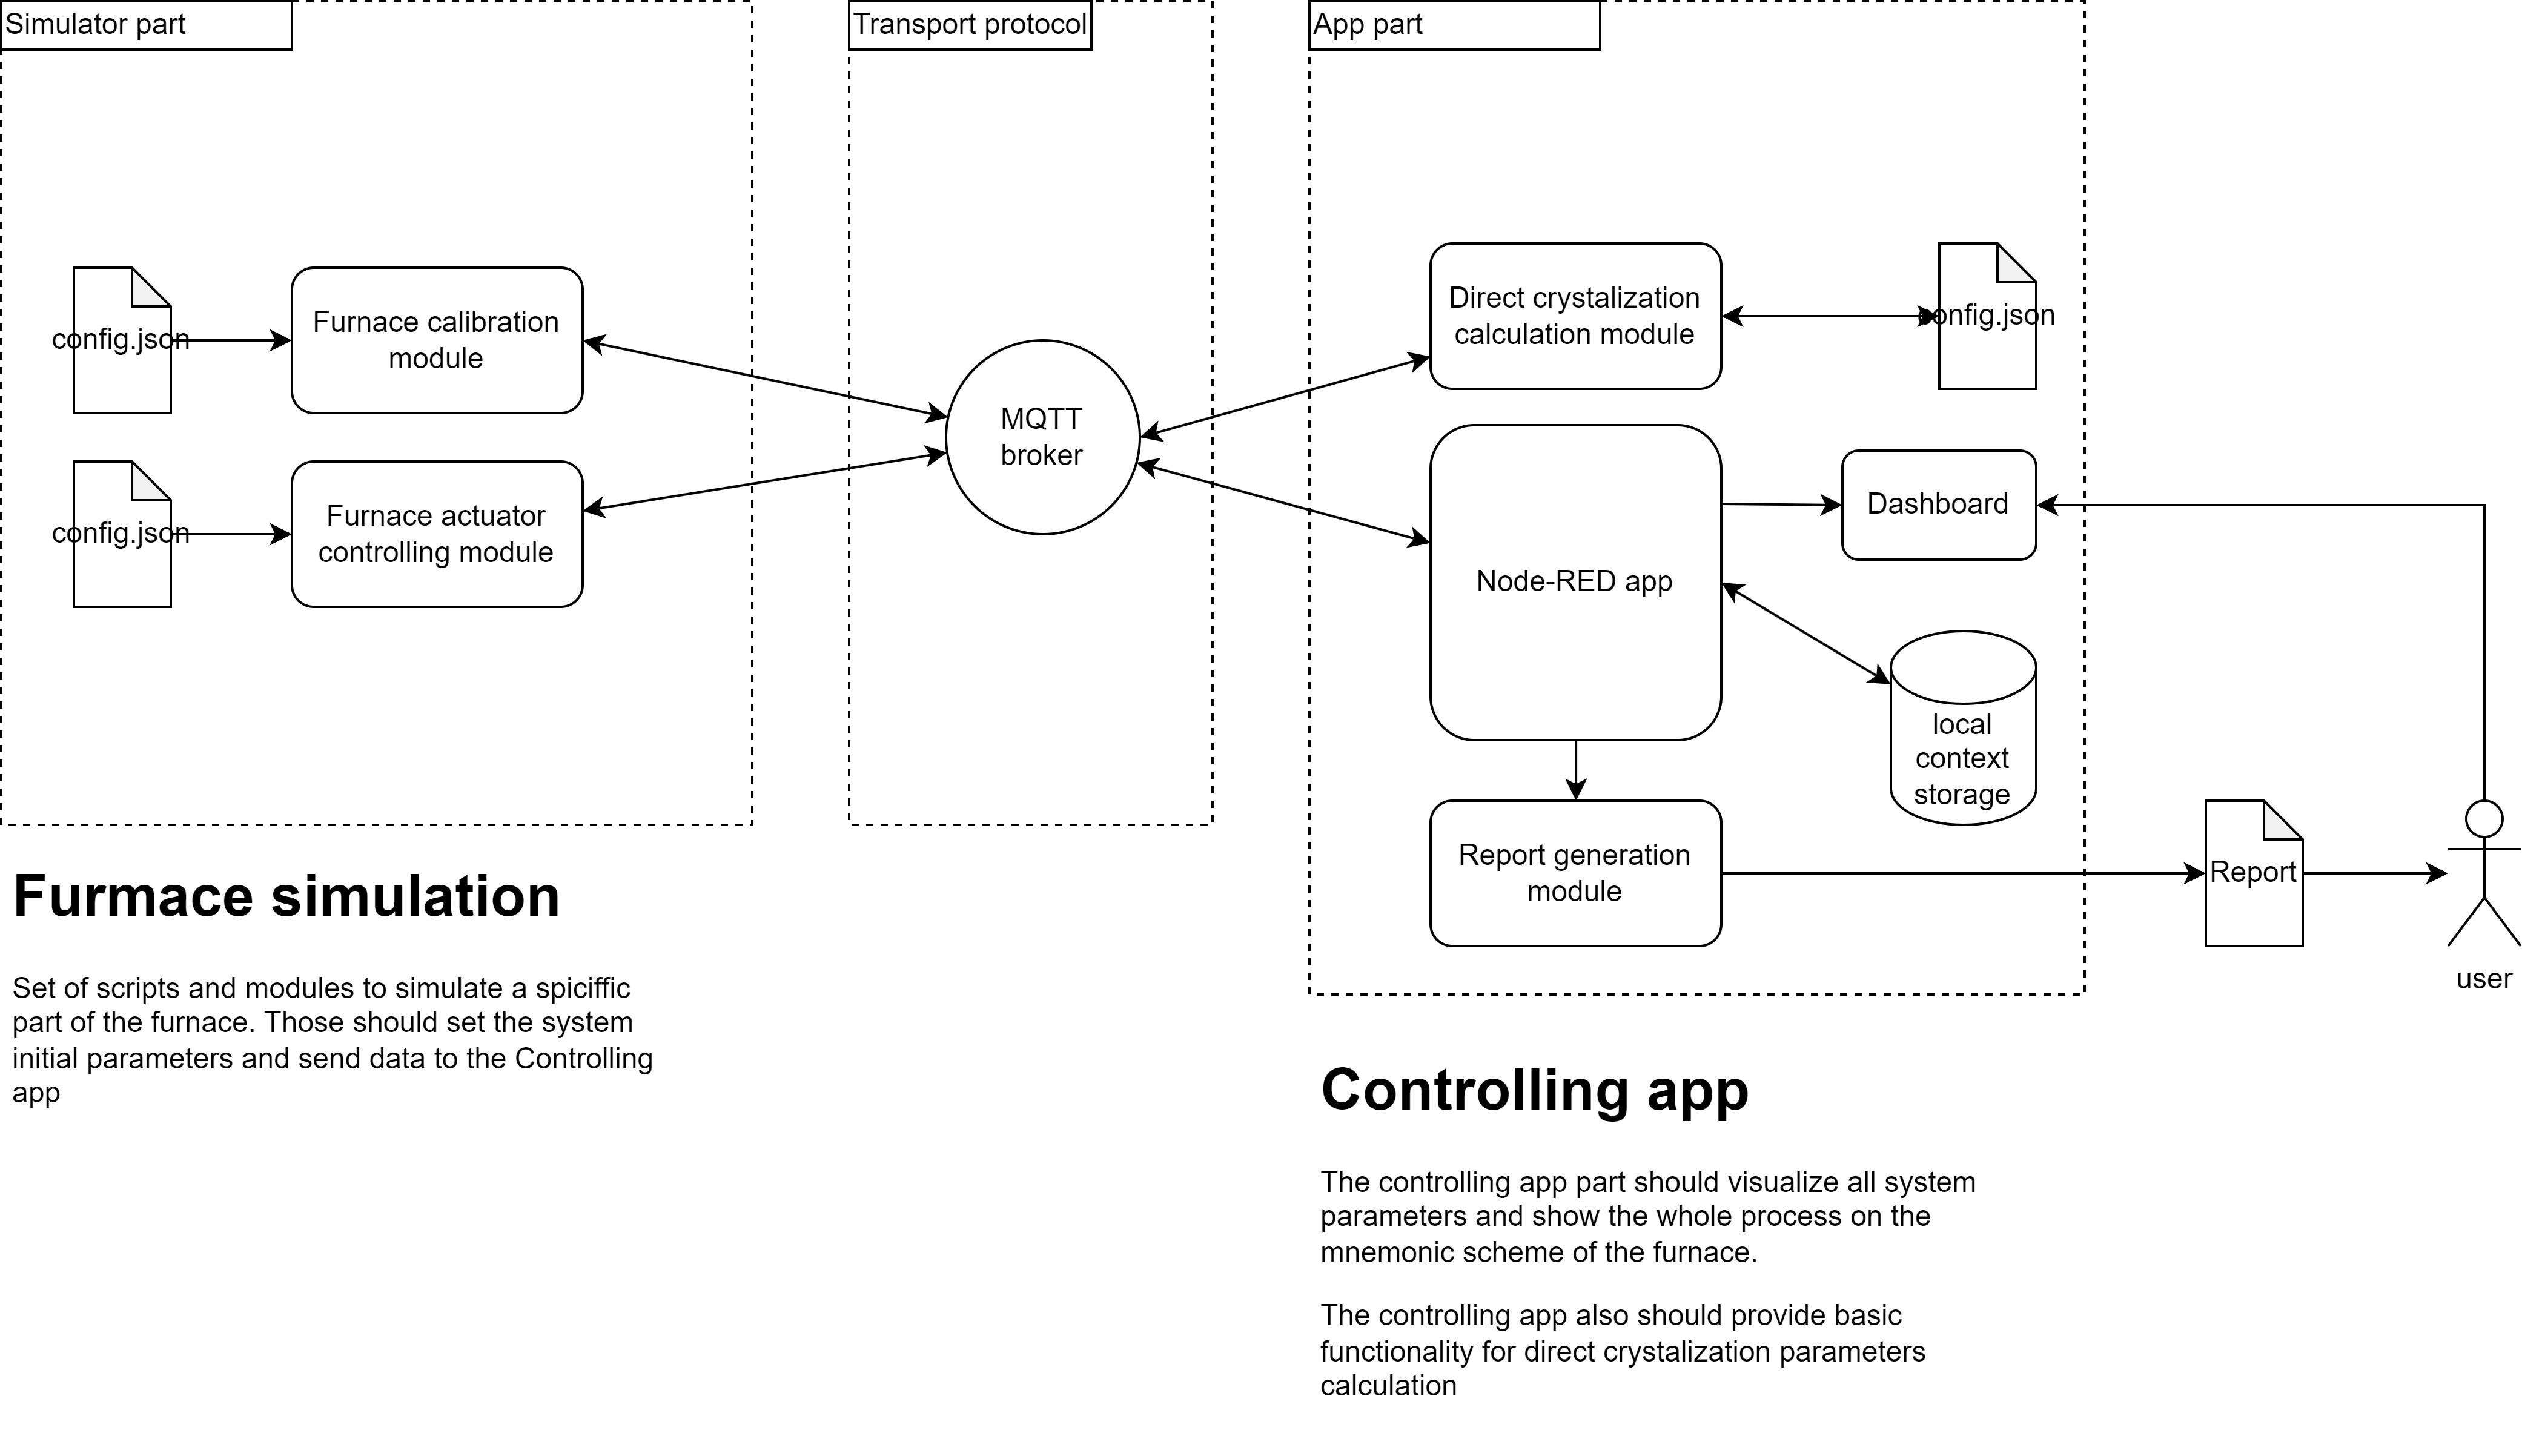 Simulator part
Transport protocol
App part
config.json
Furnace calibration
module
config.json
Furnace actuator
controlling module
MQTT
broker
Direct crystalization
calculation module
config.json
Node-RED app
Dashboard
local
context
storage
Report generation
module
Report
user
Furmace simulation
Set of scripts and modules to simulate a spiciffic
part of the furnace. Those should set the system
initial parameters and send data to the Controlling
app
Controlling app
The controlling app part should visualize all system
parameters and show the whole process on the
mnemonic scheme of the furnace.
The controlling app also should provide basic
functionality for direct crystalization parameters
calculation